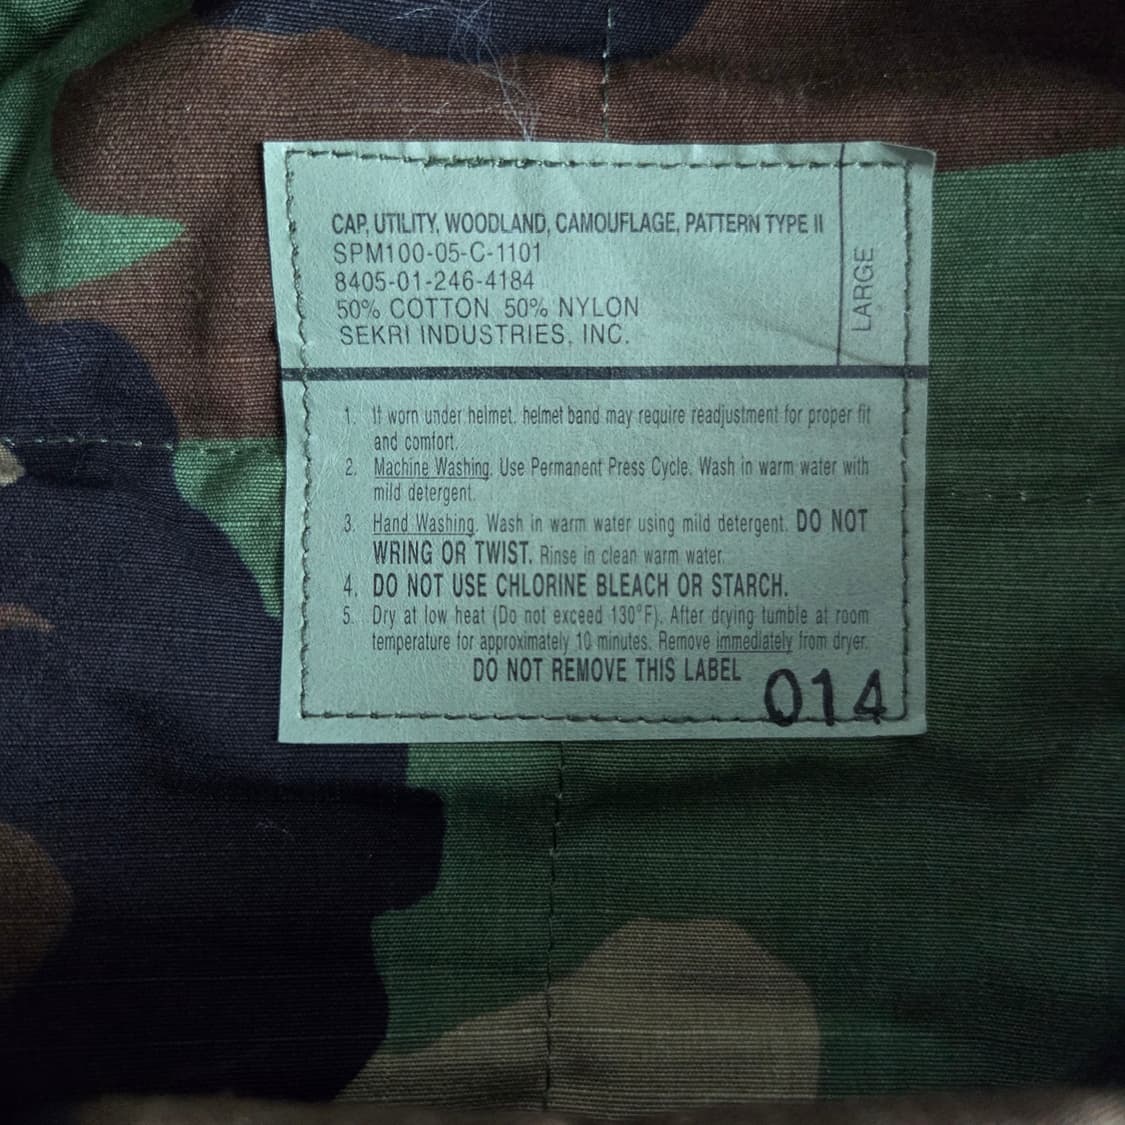 CAP, UTILITY, WOODLAND, CAMOUFLAGE, PATTERN TYPE II
SPM100-05-C-1101
8405-01-246-4184
50% COTTON 50% NYLON
SEKRI INDUSTRIES, INC.
LARGE
1. If worn under helmet, helmet band may require readjustment for proper fit
and comfort.
2. Machine Washing. Use Permanent Press Cycle. Wash in warm water with
mild detergent.
3. Hand Washing. Wash in warm water using mild detergent. DO NOT
WRING OR TWIST. Rinse in clean warm water.
4. DO NOT USE CHLORINE BLEACH OR STARCH.
5. Dry at low heat (Do not exceed 130°F). After drying tumble at room
temperature for approximately 10 minutes. Remove immediately from dryer.
DO NOT REMOVE THIS LABEL
014